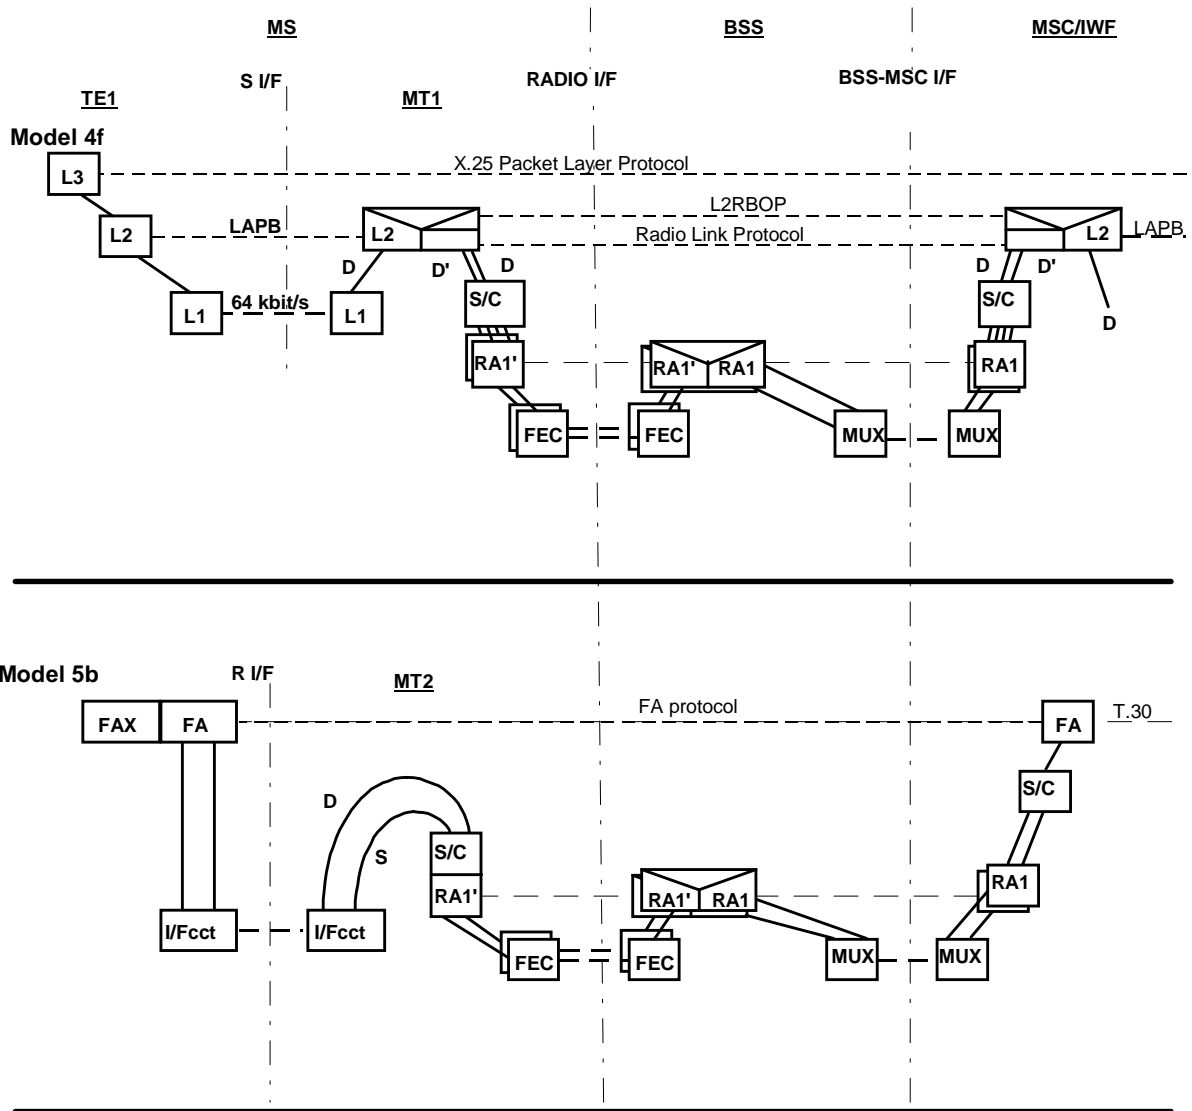 MS BSS MSC/IWF
S I/F RADIO I/F BSS-MSC I/F
TE1 MT1
Model 4f
X.25 Packet Layer Protocol
L3
L2RBOP
L2 LAPB L2 Radio Link Protocol L2 LAPB
D D' D D D'
64 kbit/s S/C S/C
L1 L1 D
RA1' RA1' RA1 RA1
FEC FEC MUX MUX
Model 5b R I/F MT2
FA protocol T.30
FAX FA FA
D S/C
S S/C
RA1' RA1' RA1 RA1
I/Fcct I/Fcct
FEC FEC MUX MUX